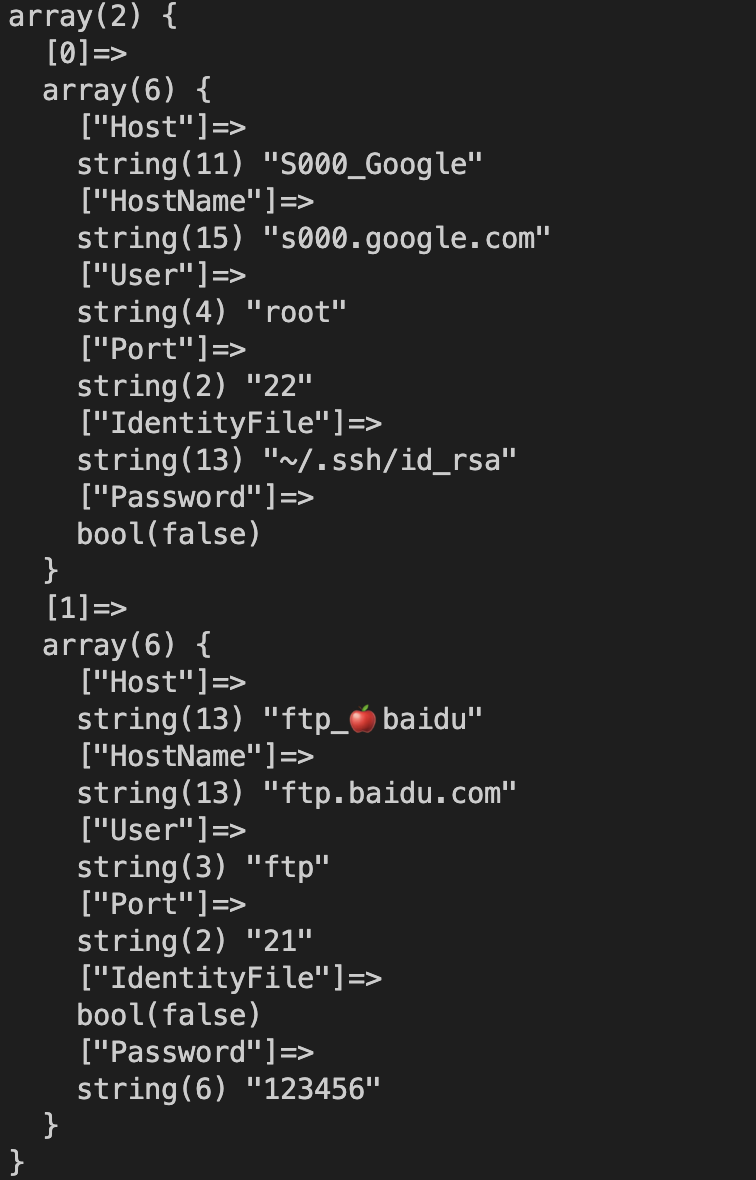 array(2) {
  [0]=>
  array(6) {
    ["Host"]=>
    string(11) "S000_Google"
    ["HostName"]=>
    string(15) "s000.google.com"
    ["User"]=>
    string(4) "root"
    ["Port"]=>
    string(2) "22"
    ["IdentityFile"]=>
    string(13) "~/.ssh/id_rsa"
    ["Password"]=>
    bool(false)
  }
  [1]=>
  array(6) {
    ["Host"]=>
    string(13) "ftp_🍎baidu"
    ["HostName"]=>
    string(13) "ftp.baidu.com"
    ["User"]=>
    string(3) "ftp"
    ["Port"]=>
    string(2) "21"
    ["IdentityFile"]=>
    bool(false)
    ["Password"]=>
    string(6) "123456"
  }
}